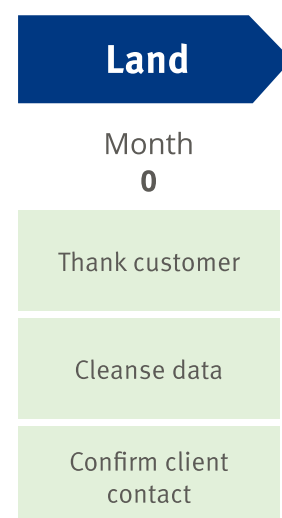 Land
Month
0
Thank customer
Cleanse data
Confirm client
contact